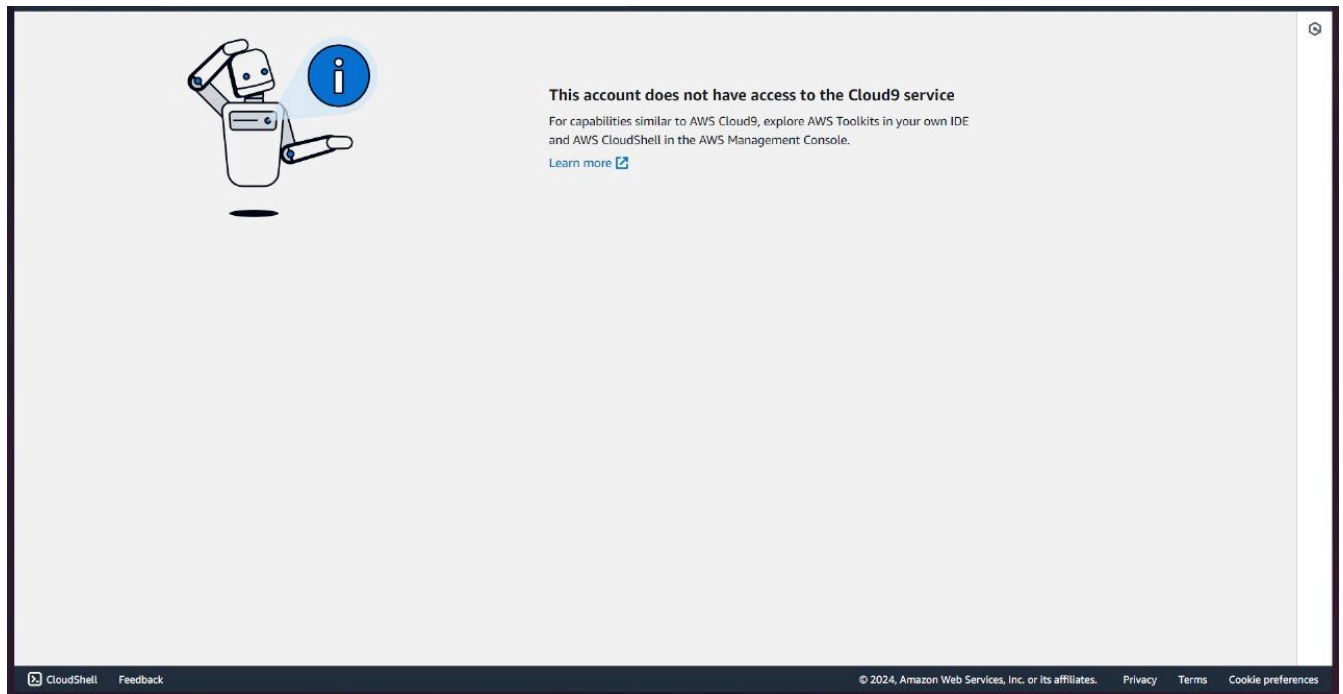 This account does not have access to the Cloud9 service
For capabilities similar to AWS Cloud9, explore AWS Toolkits in your own IDE
and AWS CloudShell in the AWS Management Console.
Learn more
CloudShell Feedback © 2024, Amazon Web Services, Inc. or its affiliates. Privacy Terms Cookie preferences